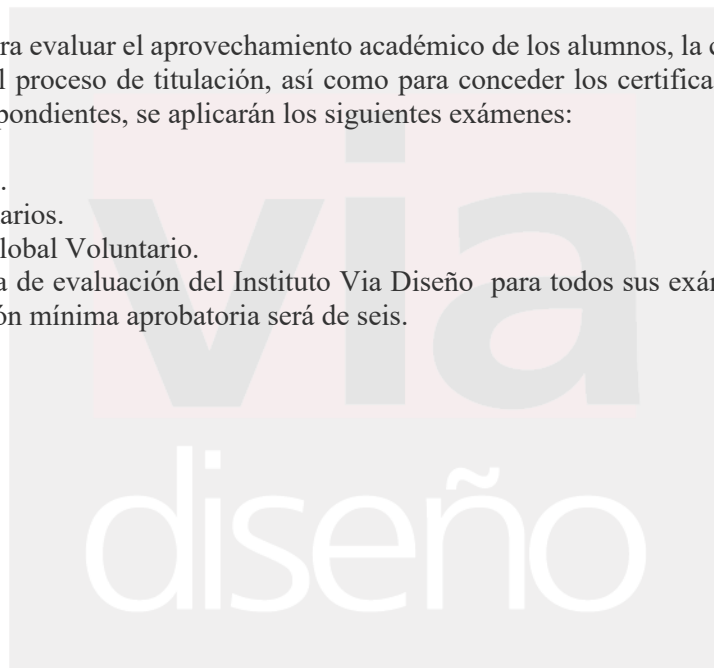 ra evaluar el aprovechamiento académico de los alumnos, la
l proceso de titulación, así como para conceder los certifica
pondientes, se aplicarán los siguientes exámenes:
.
arios.
lobal Voluntario.
a de evaluación del Instituto Via Diseño para todos sus exám
ón mínima aprobatoria será de seis.
via
diseño